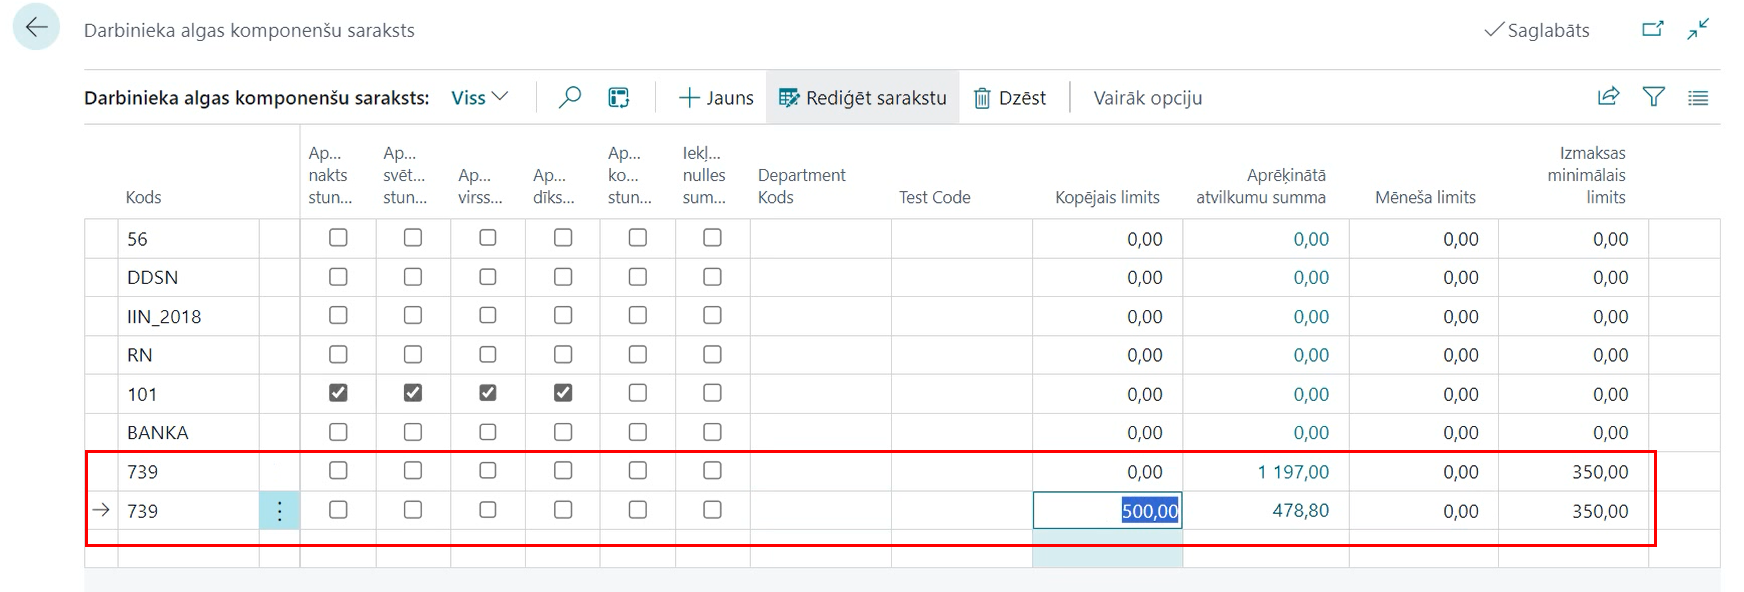 Darbinieka algas komponenšu saraksts
Saglabāts
Darbinieka algas komponenšu saraksts: Viss Jauns Rediģēt sarakstu Dzēst Vairāk opciju
Kods
Ap... nakts stun...
Ap... svēt... stun...
Ap... virss...
Ap... dīks...
Ap... ko... stun...
Iekļ... nulles sum...
Department Kods
Test Code
Kopējais limits
Aprēķinātā atvilkumu summa
Mēneša limits
Izmaksas minimālais limits
56 0,00 0,00 0,00 0,00
DDSN 0,00 0,00 0,00 0,00
IIN_2018 0,00 0,00 0,00 0,00
RN 0,00 0,00 0,00 0,00
101 0,00 0,00 0,00 0,00
BANKA 0,00 0,00 0,00 0,00
739 0,00 1 197,00 0,00 350,00
739 500,00 478,80 0,00 350,00